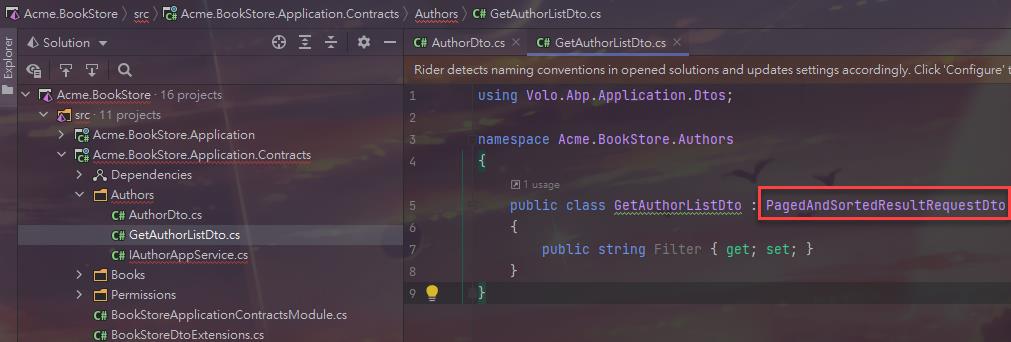 Acme.BookStore src Acme.BookStore.Application.Contracts Authors C# GetAuthorListDto.cs
Explorer
Solution
C# AuthorDto.cs C# GetAuthorListDto.cs
Rider detects naming conventions in opened solutions and updates settings accordingly. Click 'Configure' t
Acme.BookStore · 16 projects
src · 11 projects
C# Acme.BookStore.Application
C# Acme.BookStore.Application.Contracts
Dependencies
Authors
C# AuthorDto.cs
C# GetAuthorListDto.cs
C# IAuthorAppService.cs
Books
Permissions
C# BookStoreApplicationContractsModule.cs
C# BookStoreDtoExtensions.cs
1 using Volo.Abp.Application.Dtos;
2
3 namespace Acme.BookStore.Authors
4 {
1 usage
5 public class GetAuthorListDto : PagedAndSortedResultRequestDto
6 {
7 public string Filter { get; set; }
8 }
9 }